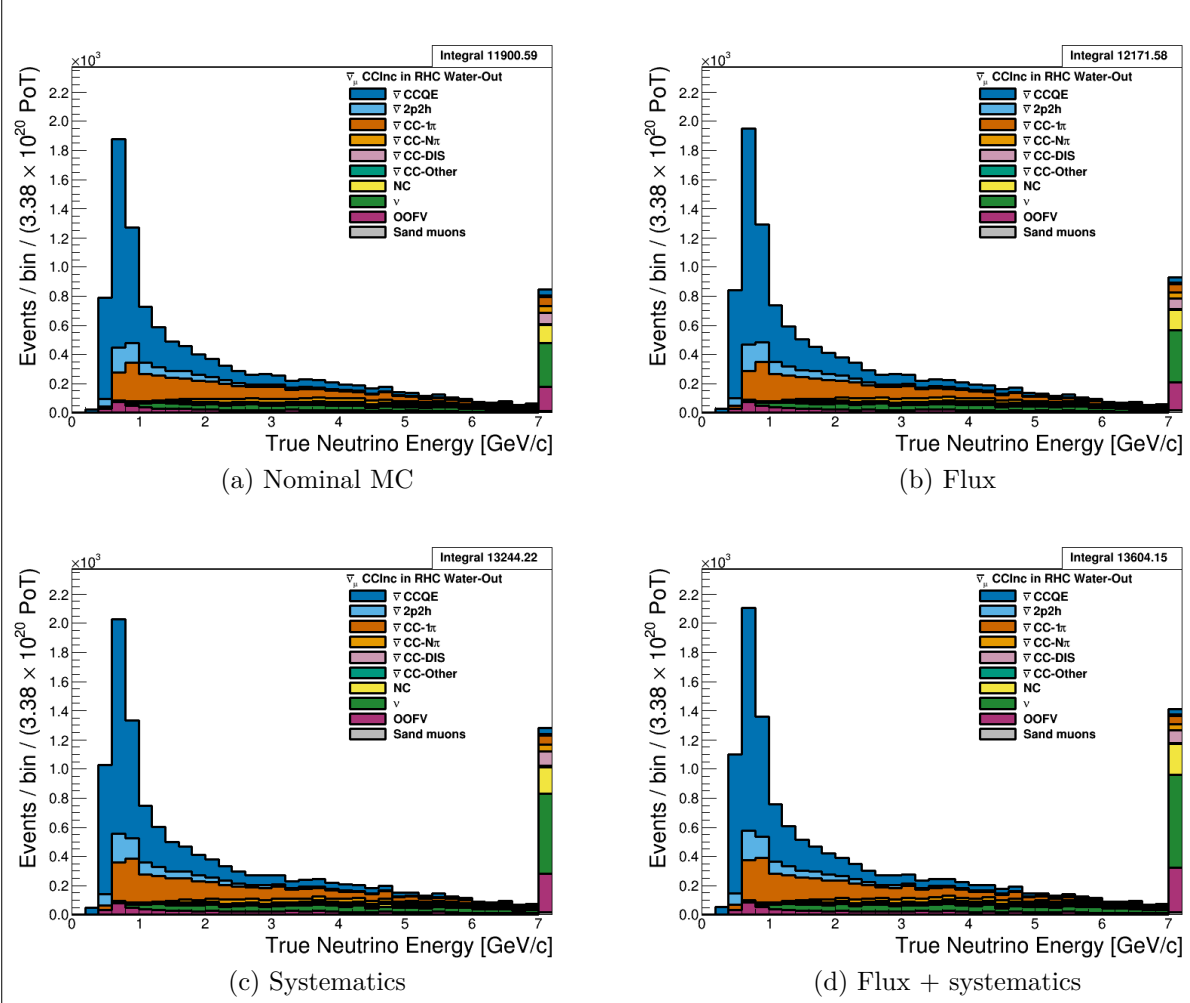 Integral 11900.59
×10³
ν̅μ CCInc in RHC Water-Out
ν̅ CCQE
ν̅ 2p2h
ν̅ CC-1π
ν̅ CC-Nπ
ν̅ CC-DIS
ν̅ CC-Other
NC
ν
OOFV
Sand muons
Events / bin / (3.38 × 10²⁰ PoT)
2.2
2.0
1.8
1.6
1.4
1.2
1.0
0.8
0.6
0.4
0.2
0.0
0 1 2 3 4 5 6 7
True Neutrino Energy [GeV/c]
(a) Nominal MC
Integral 12171.58
×10³
ν̅μ CCInc in RHC Water-Out
ν̅ CCQE
ν̅ 2p2h
ν̅ CC-1π
ν̅ CC-Nπ
ν̅ CC-DIS
ν̅ CC-Other
NC
ν
OOFV
Sand muons
Events / bin / (3.38 × 10²⁰ PoT)
2.2
2.0
1.8
1.6
1.4
1.2
1.0
0.8
0.6
0.4
0.2
0.0
0 1 2 3 4 5 6 7
True Neutrino Energy [GeV/c]
(b) Flux
Integral 13244.22
×10³
ν̅μ CCInc in RHC Water-Out
ν̅ CCQE
ν̅ 2p2h
ν̅ CC-1π
ν̅ CC-Nπ
ν̅ CC-DIS
ν̅ CC-Other
NC
ν
OOFV
Sand muons
Events / bin / (3.38 × 10²⁰ PoT)
2.2
2.0
1.8
1.6
1.4
1.2
1.0
0.8
0.6
0.4
0.2
0.0
0 1 2 3 4 5 6 7
True Neutrino Energy [GeV/c]
(c) Systematics
Integral 13604.15
×10³
ν̅μ CCInc in RHC Water-Out
ν̅ CCQE
ν̅ 2p2h
ν̅ CC-1π
ν̅ CC-Nπ
ν̅ CC-DIS
ν̅ CC-Other
NC
ν
OOFV
Sand muons
Events / bin / (3.38 × 10²⁰ PoT)
2.2
2.0
1.8
1.6
1.4
1.2
1.0
0.8
0.6
0.4
0.2
0.0
0 1 2 3 4 5 6 7
True Neutrino Energy [GeV/c]
(d) Flux + systematics